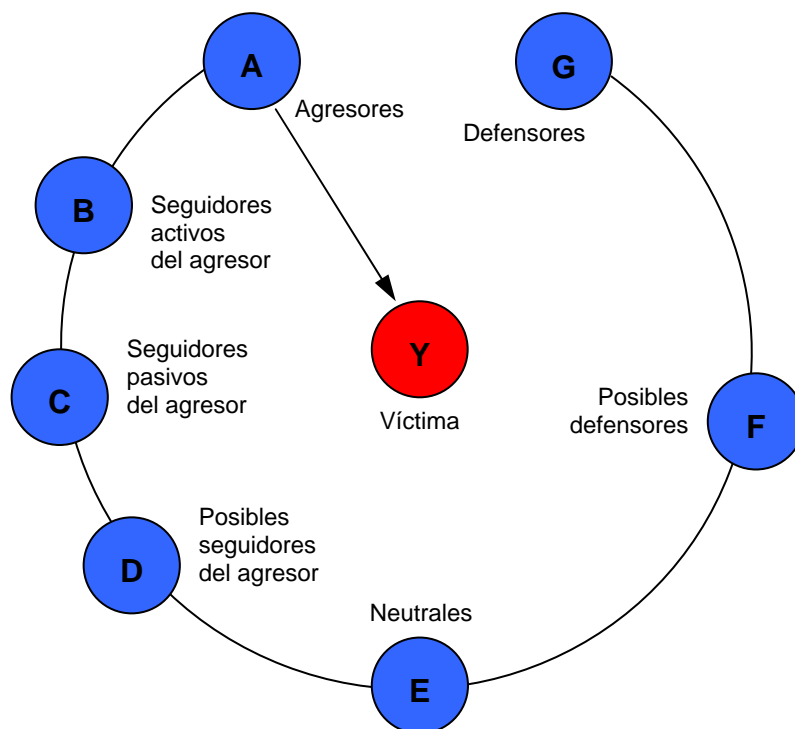 A
G
Agresores
Defensores
B
Seguidores
activos
del agresor
Y
Víctima
C
Seguidores
pasivos
del agresor
Posibles
defensores
F
D
Posibles
seguidores
del agresor
Neutrales
E